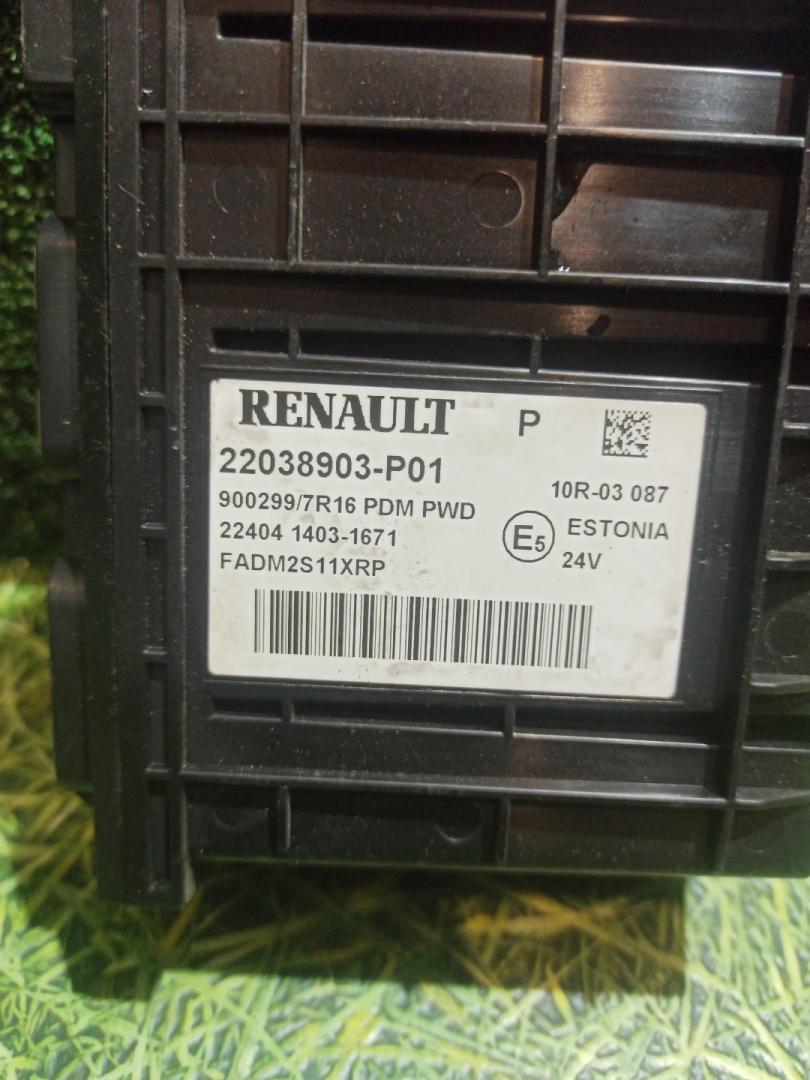 RENAULT P
22038903-P01
900299/7R16 PDM PWD
22404 1403-1671
FADM2S11XRP
10R-03 087
E5 ESTONIA
24V